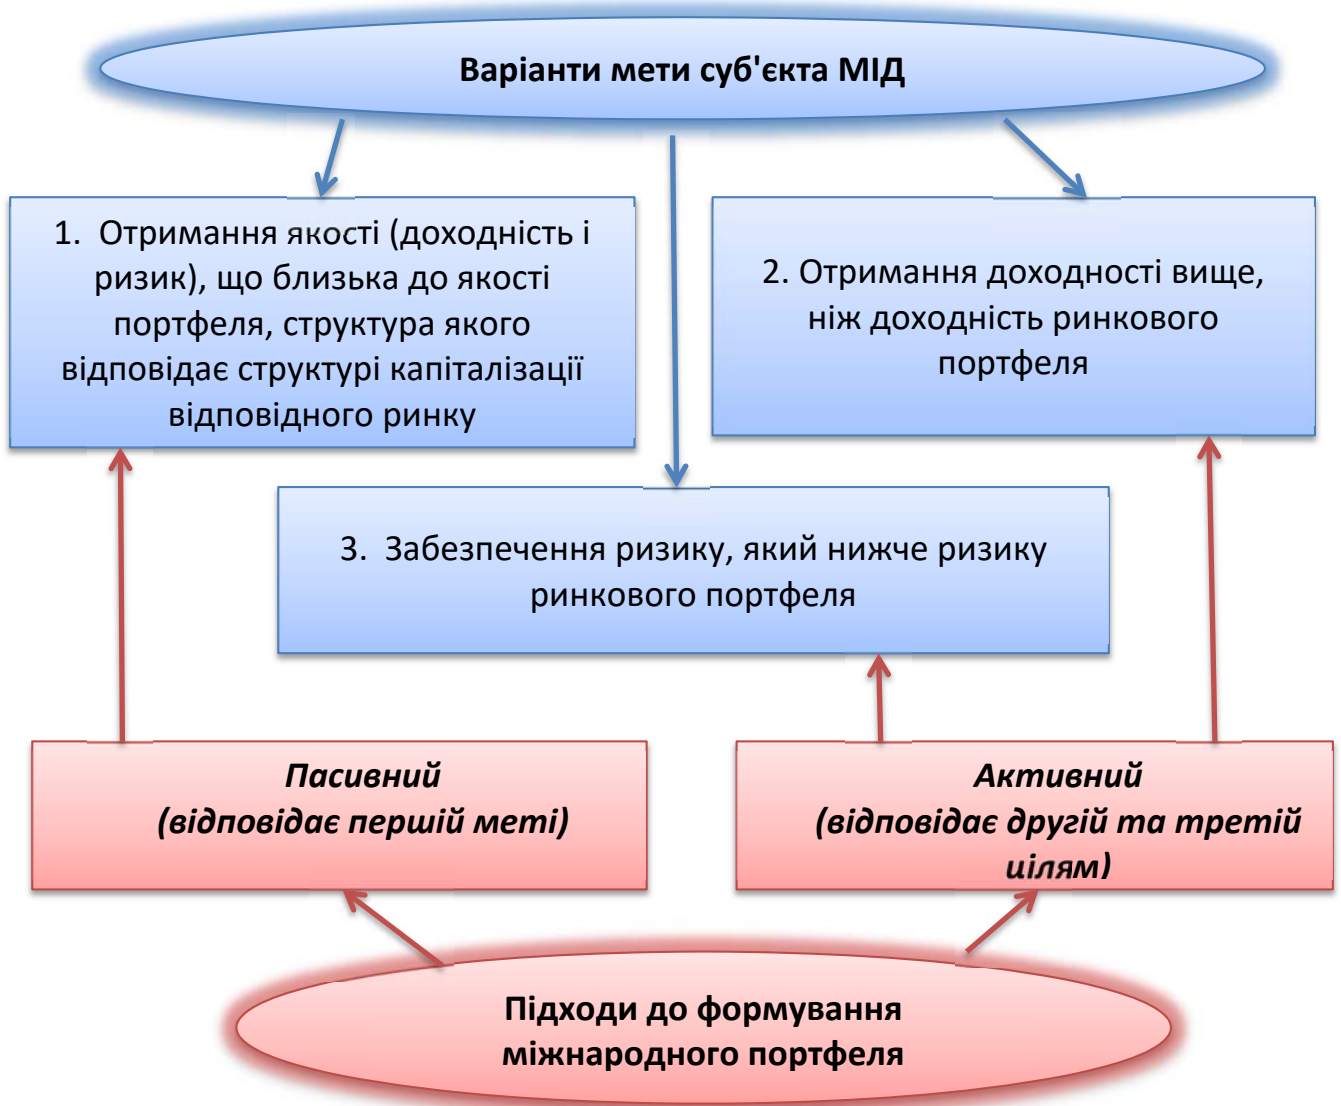 Варіанти мети суб'єкта МІД
1. Отримання якості (доходність і
ризик), що близька до якості
портфеля, структура якого
відповідає структурі капіталізації
відповідного ринку
2. Отримання доходності вище,
ніж доходність ринкового
портфеля
3. Забезпечення ризику, який нижче ризику
ринкового портфеля
Пасивний
(відповідає першій меті)
Активний
(відповідає другій та третій
цілям)
Підходи до формування
міжнародного портфеля